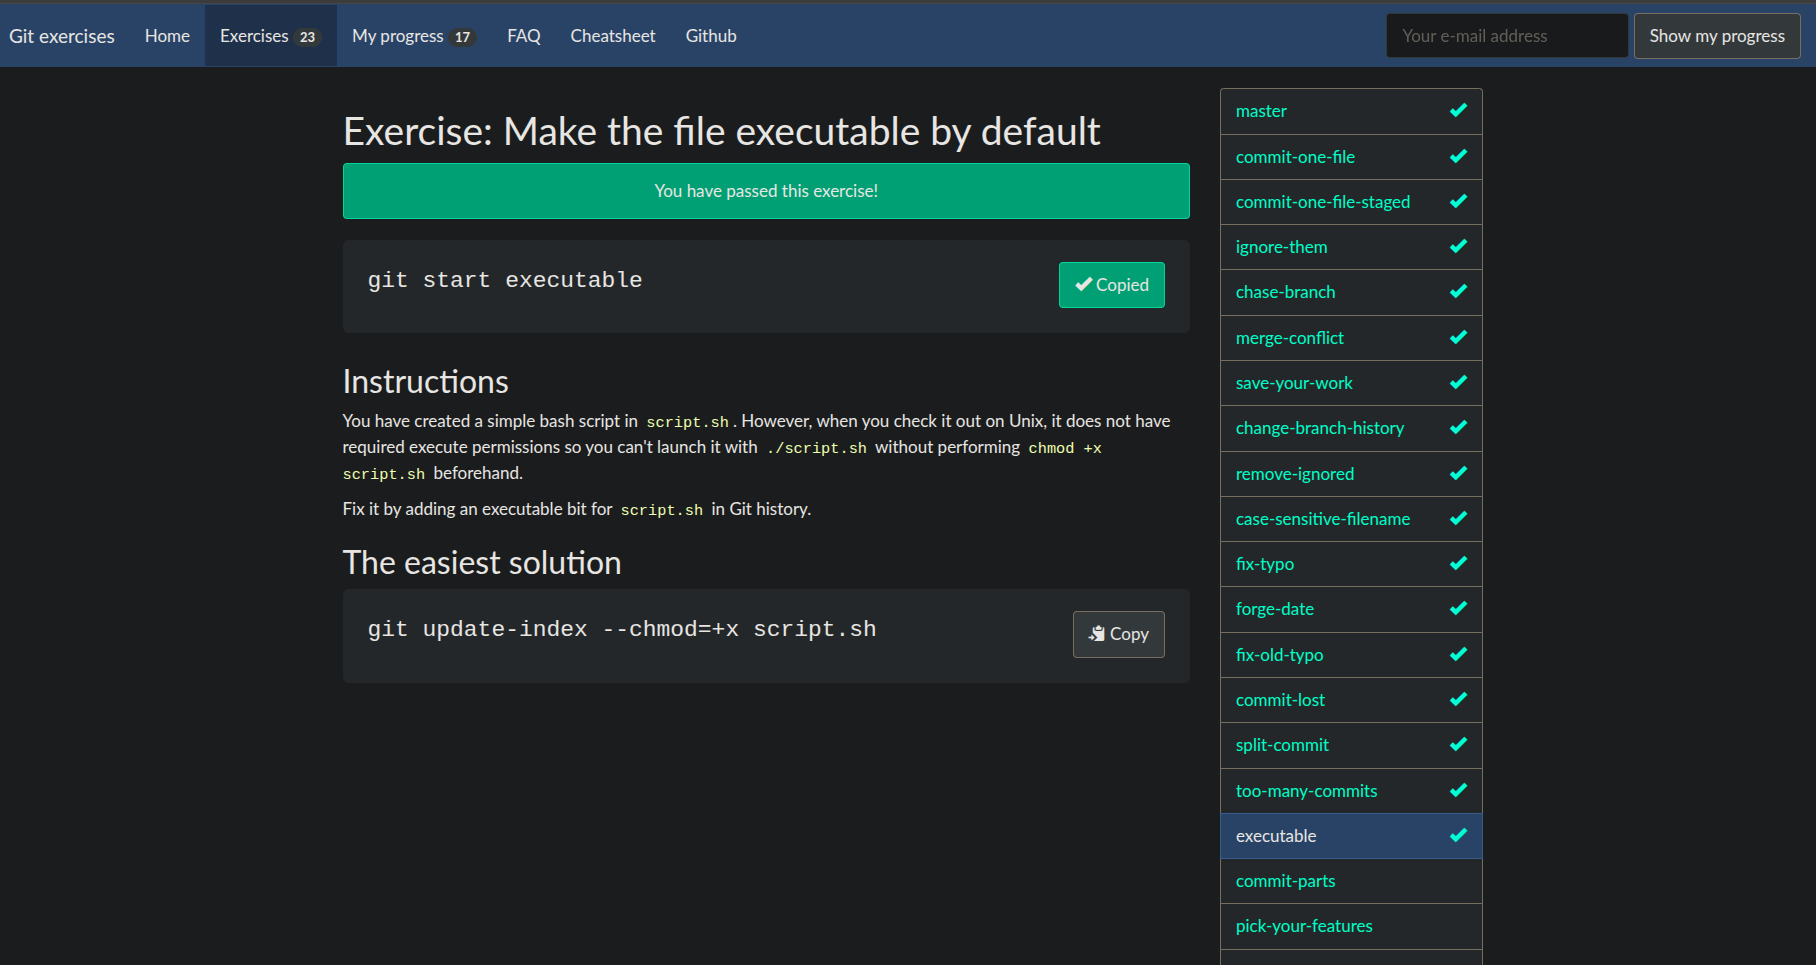 Git exercises Home Exercises 23 My progress 17 FAQ Cheatsheet Github Your e-mail address Show my progress
Exercise: Make the file executable by default
You have passed this exercise!
git start executable
Copied
Instructions
You have created a simple bash script in script.sh. However, when you check it out on Unix, it does not have
required execute permissions so you can't launch it with ./script.sh without performing chmod +x
script.sh beforehand.
Fix it by adding an executable bit for script.sh in Git history.
The easiest solution
git update-index --chmod=+x script.sh
Copy
master
commit-one-file
commit-one-file-staged
ignore-them
chase-branch
merge-conflict
save-your-work
change-branch-history
remove-ignored
case-sensitive-filename
fix-typo
forge-date
fix-old-typo
commit-lost
split-commit
too-many-commits
executable
commit-parts
pick-your-features